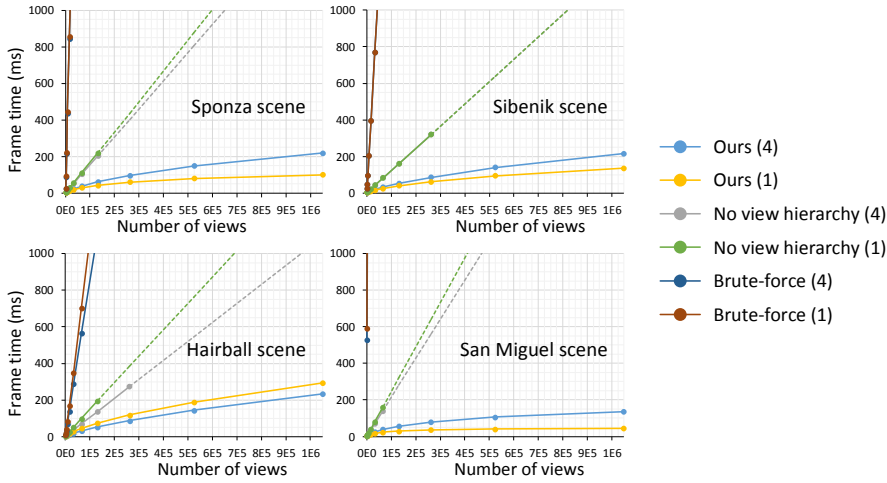 1000
800
600
400
200
0
Frame time (ms)
Sponza scene
0E0 1E5 2E5 3E5 4E5 5E5 6E5 7E5 8E5 9E5 1E6
Number of views
1000
800
600
400
200
0
Sibenik scene
0E0 1E5 2E5 3E5 4E5 5E5 6E5 7E5 8E5 9E5 1E6
Number of views
1000
800
600
400
200
0
Frame time (ms)
Hairball scene
0E0 1E5 2E5 3E5 4E5 5E5 6E5 7E5 8E5 9E5 1E6
Number of views
1000
800
600
400
200
0
San Miguel scene
0E0 1E5 2E5 3E5 4E5 5E5 6E5 7E5 8E5 9E5 1E6
Number of views
Ours (4)
Ours (1)
No view hierarchy (4)
No view hierarchy (1)
Brute-force (4)
Brute-force (1)